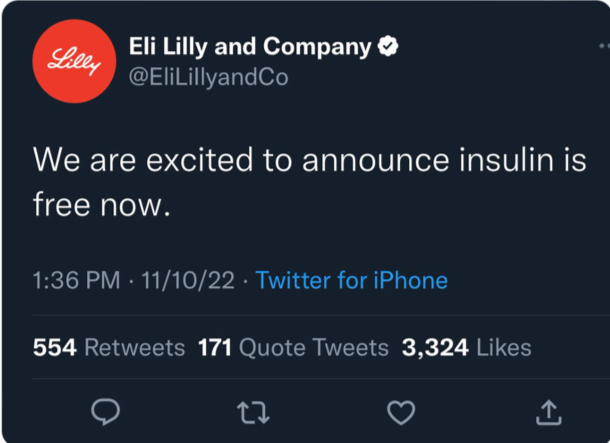 Lilly
Eli Lilly and Company
@EliLillyandCo
We are excited to announce insulin is
free now.
1:36 PM · 11/10/22 · Twitter for iPhone
554 Retweets 171 Quote Tweets 3,324 Likes